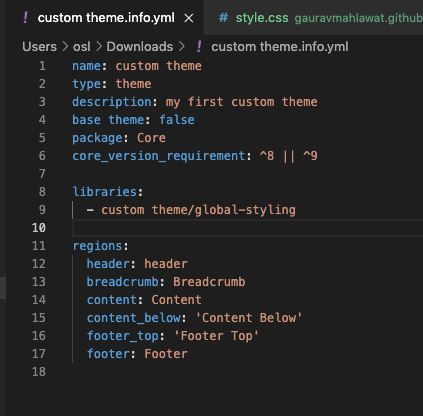 ! custom theme.info.yml × # style.css gauravmahlawat.github
Users > osl > Downloads > ! custom theme.info.yml
1 name: custom theme
2 type: theme
3 description: my first custom theme
4 base theme: false
5 package: Core
6 core_version_requirement: ^8 || ^9
7
8 libraries:
9 - custom theme/global-styling
10
11 regions:
12 header: header
13 breadcrumb: Breadcrumb
14 content: Content
15 content_below: 'Content Below'
16 footer_top: 'Footer Top'
17 footer: Footer
18